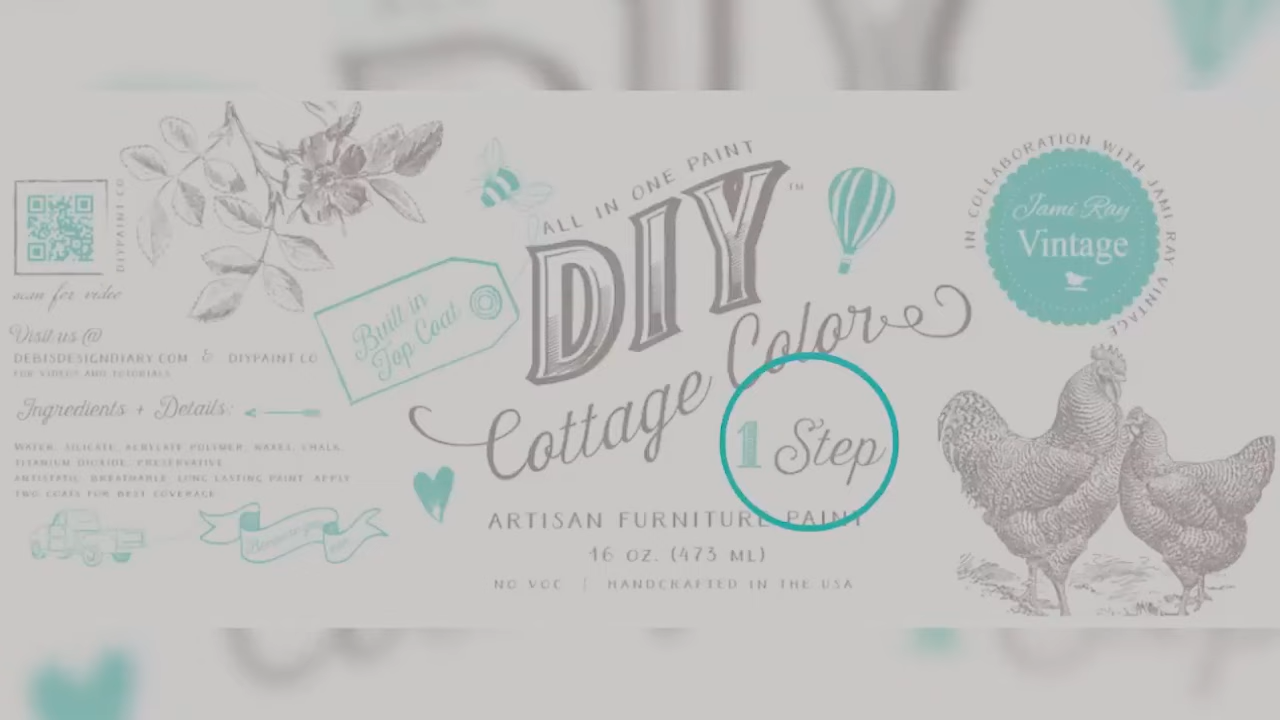 DIYPAINT.CO
scan for video
Visit us @
DEBISDESIGNDIARY.COM & DIYPAINT.CO
FOR VIDEOS AND TUTORIALS
Ingredients + Details:
WATER, SILICATE, ACRYLATE POLYMER, WAXES, CHALK,
TITANIUM DIOXIDE, PRESERVATIVE
ANTISTATIC, BREATHABLE, LONG LASTING PAINT. APPLY
TWO COATS FOR BEST COVERAGE
Built in
Top Coat
ALL IN ONE PAINT
DIY™
Cottage Color
1 Step
ARTISAN FURNITURE PAINT
16 OZ. (473 ML)
NO VOC | HANDCRAFTED IN THE USA
IN COLLABORATION WITH JAMI RAY VINTAGE
Jami Ray
Vintage